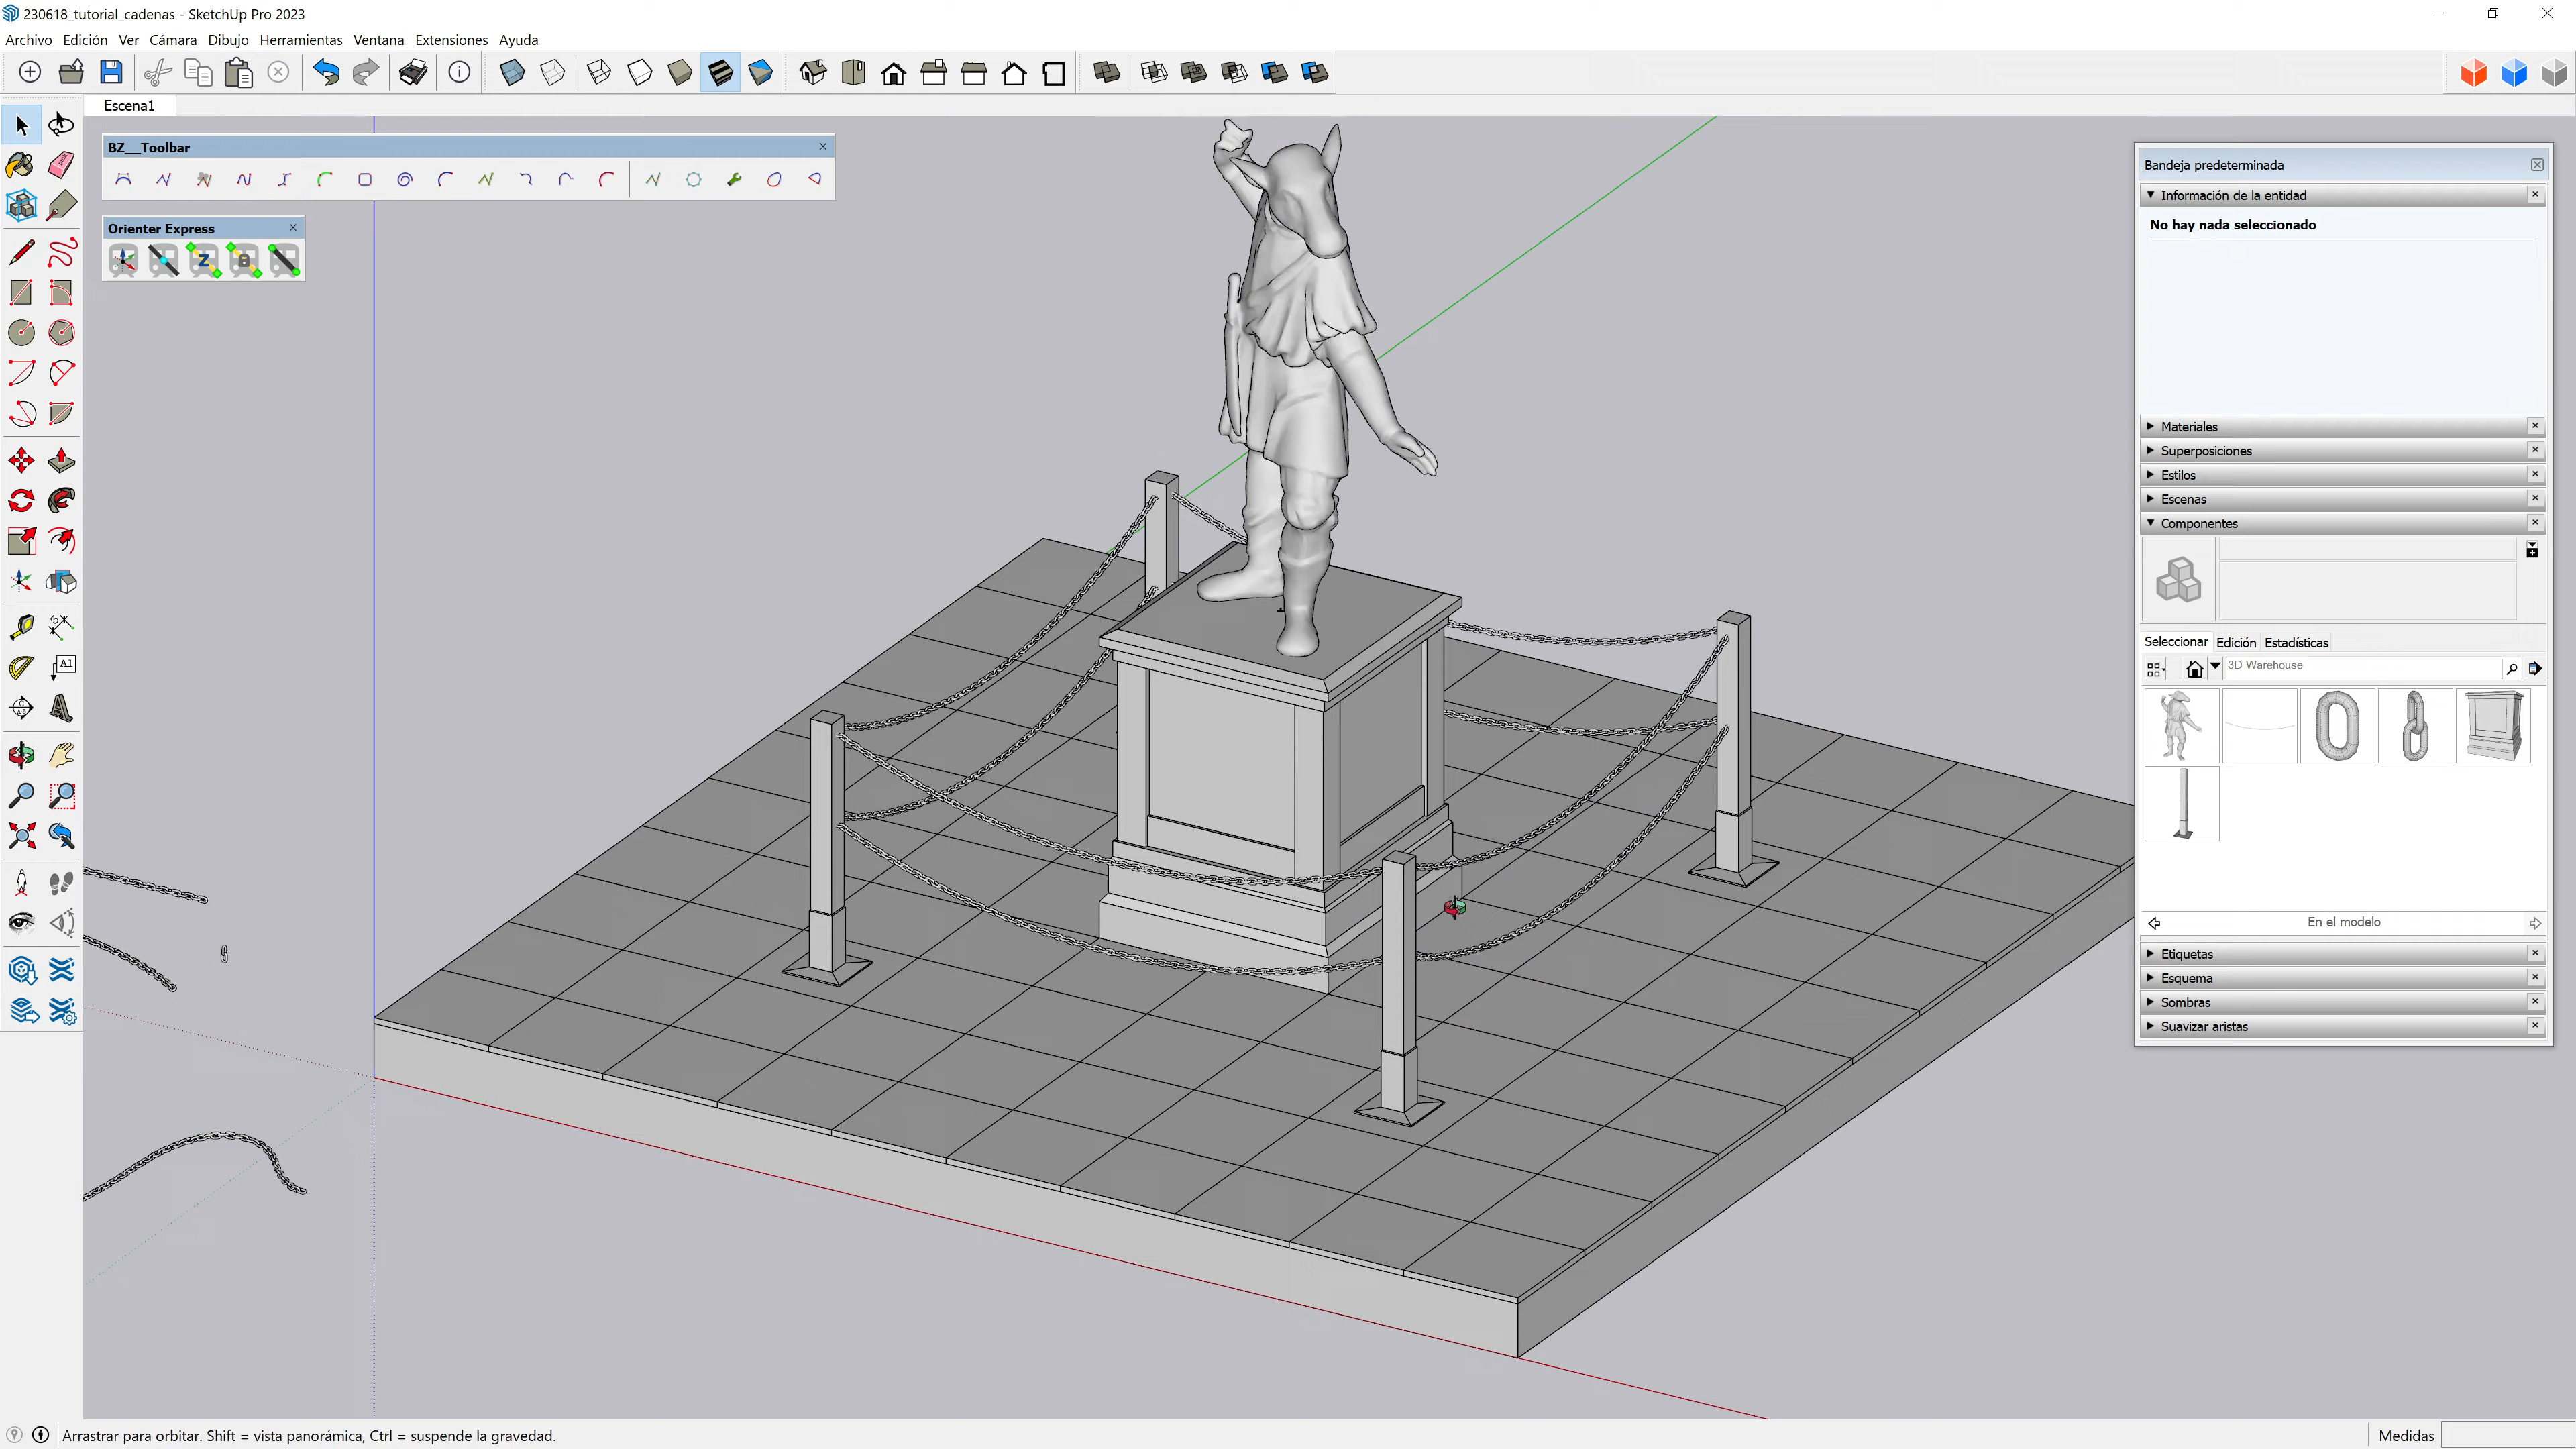 230618_tutorial_cadenas - SketchUp Pro 2023
Archivo Edición Ver Cámara Dibujo Herramientas Ventana Extensiones Ayuda
Escena1
BZ__Toolbar
Orienter Express
Z
A1
Bandeja predeterminada
Información de la entidad
No hay nada seleccionado
Materiales
Superposiciones
Estilos
Escenas
Componentes
Seleccionar Edición Estadísticas
3D Warehouse
En el modelo
Etiquetas
Esquema
Sombras
Suavizar aristas
Arrastrar para orbitar. Shift = vista panorámica, Ctrl = suspende la gravedad.
Medidas